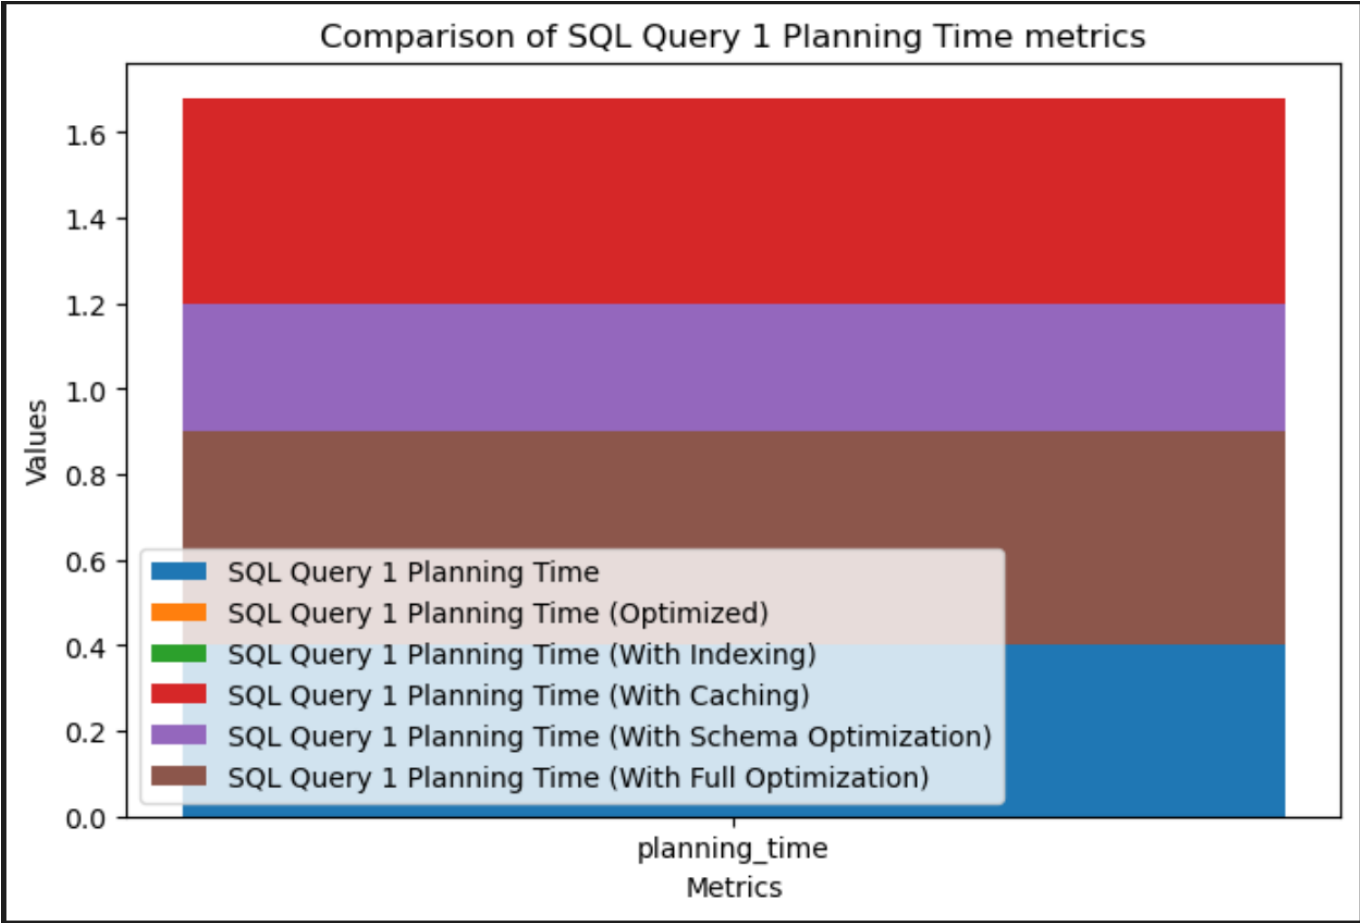 Comparison of SQL Query 1 Planning Time metrics
Values
1.6
1.4
1.2
1.0
0.8
0.6
0.4
0.2
0.0
SQL Query 1 Planning Time
SQL Query 1 Planning Time (Optimized)
SQL Query 1 Planning Time (With Indexing)
SQL Query 1 Planning Time (With Caching)
SQL Query 1 Planning Time (With Schema Optimization)
SQL Query 1 Planning Time (With Full Optimization)
planning_time
Metrics